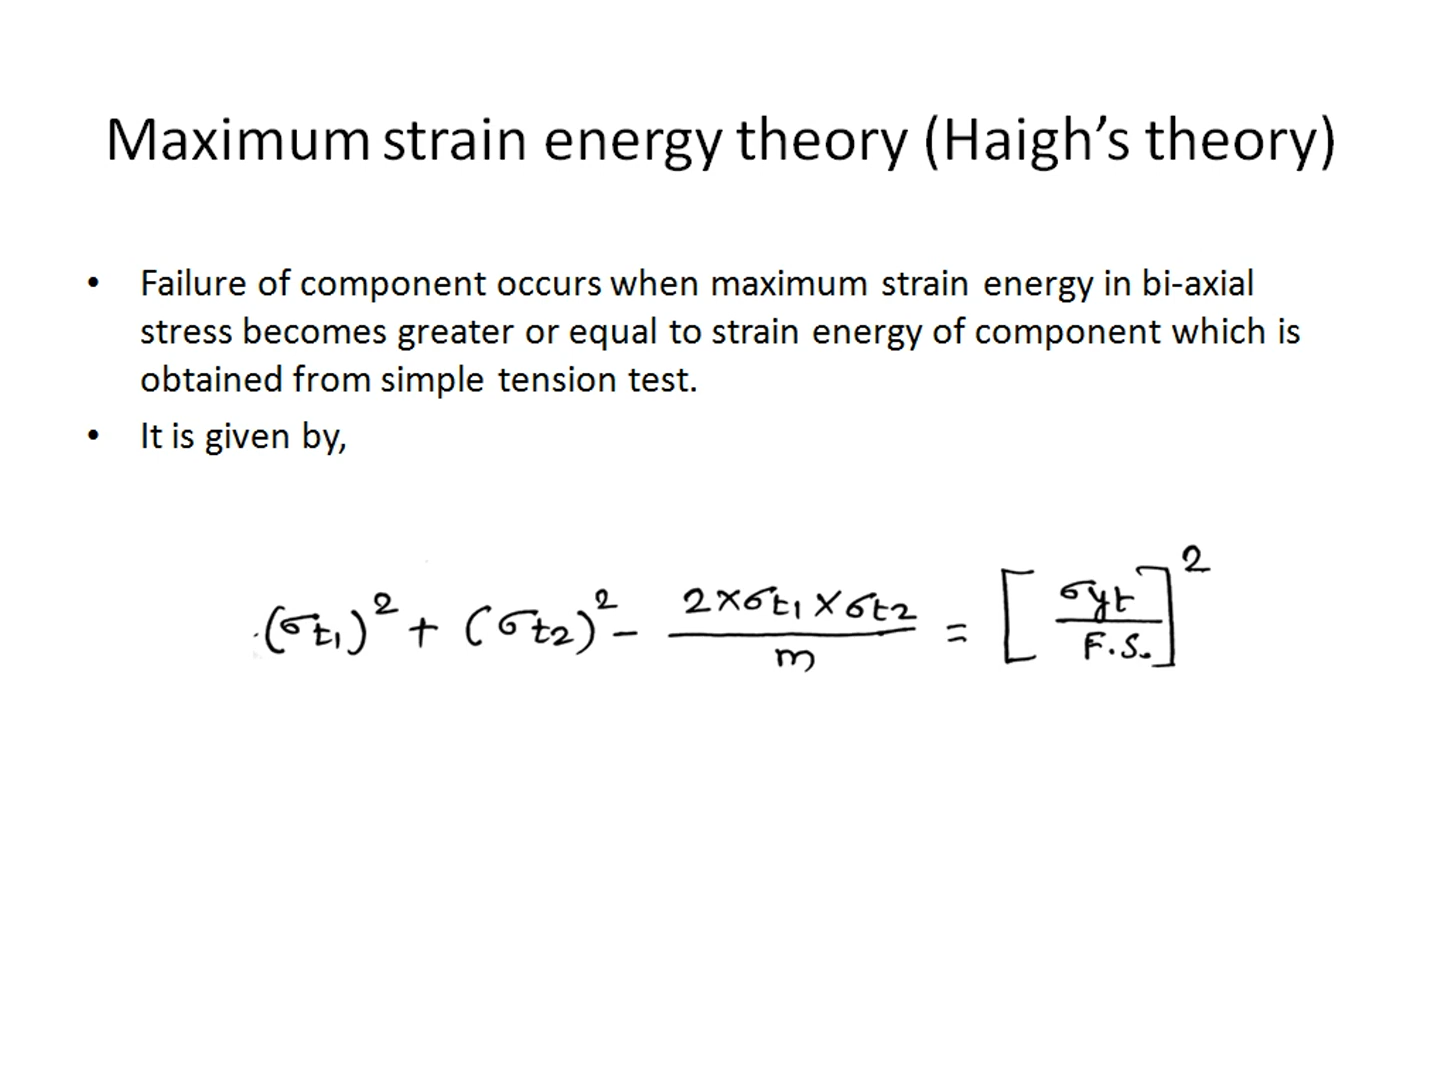 Maximum strain energy theory (Haigh's theory)
• Failure of component occurs when maximum strain energy in bi-axial
stress becomes greater or equal to strain energy of component which is
obtained from simple tension test.
• It is given by,
(σt1)² + (σt2)² − (2×σt1×σt2)/m = [σyt/F.S.]²